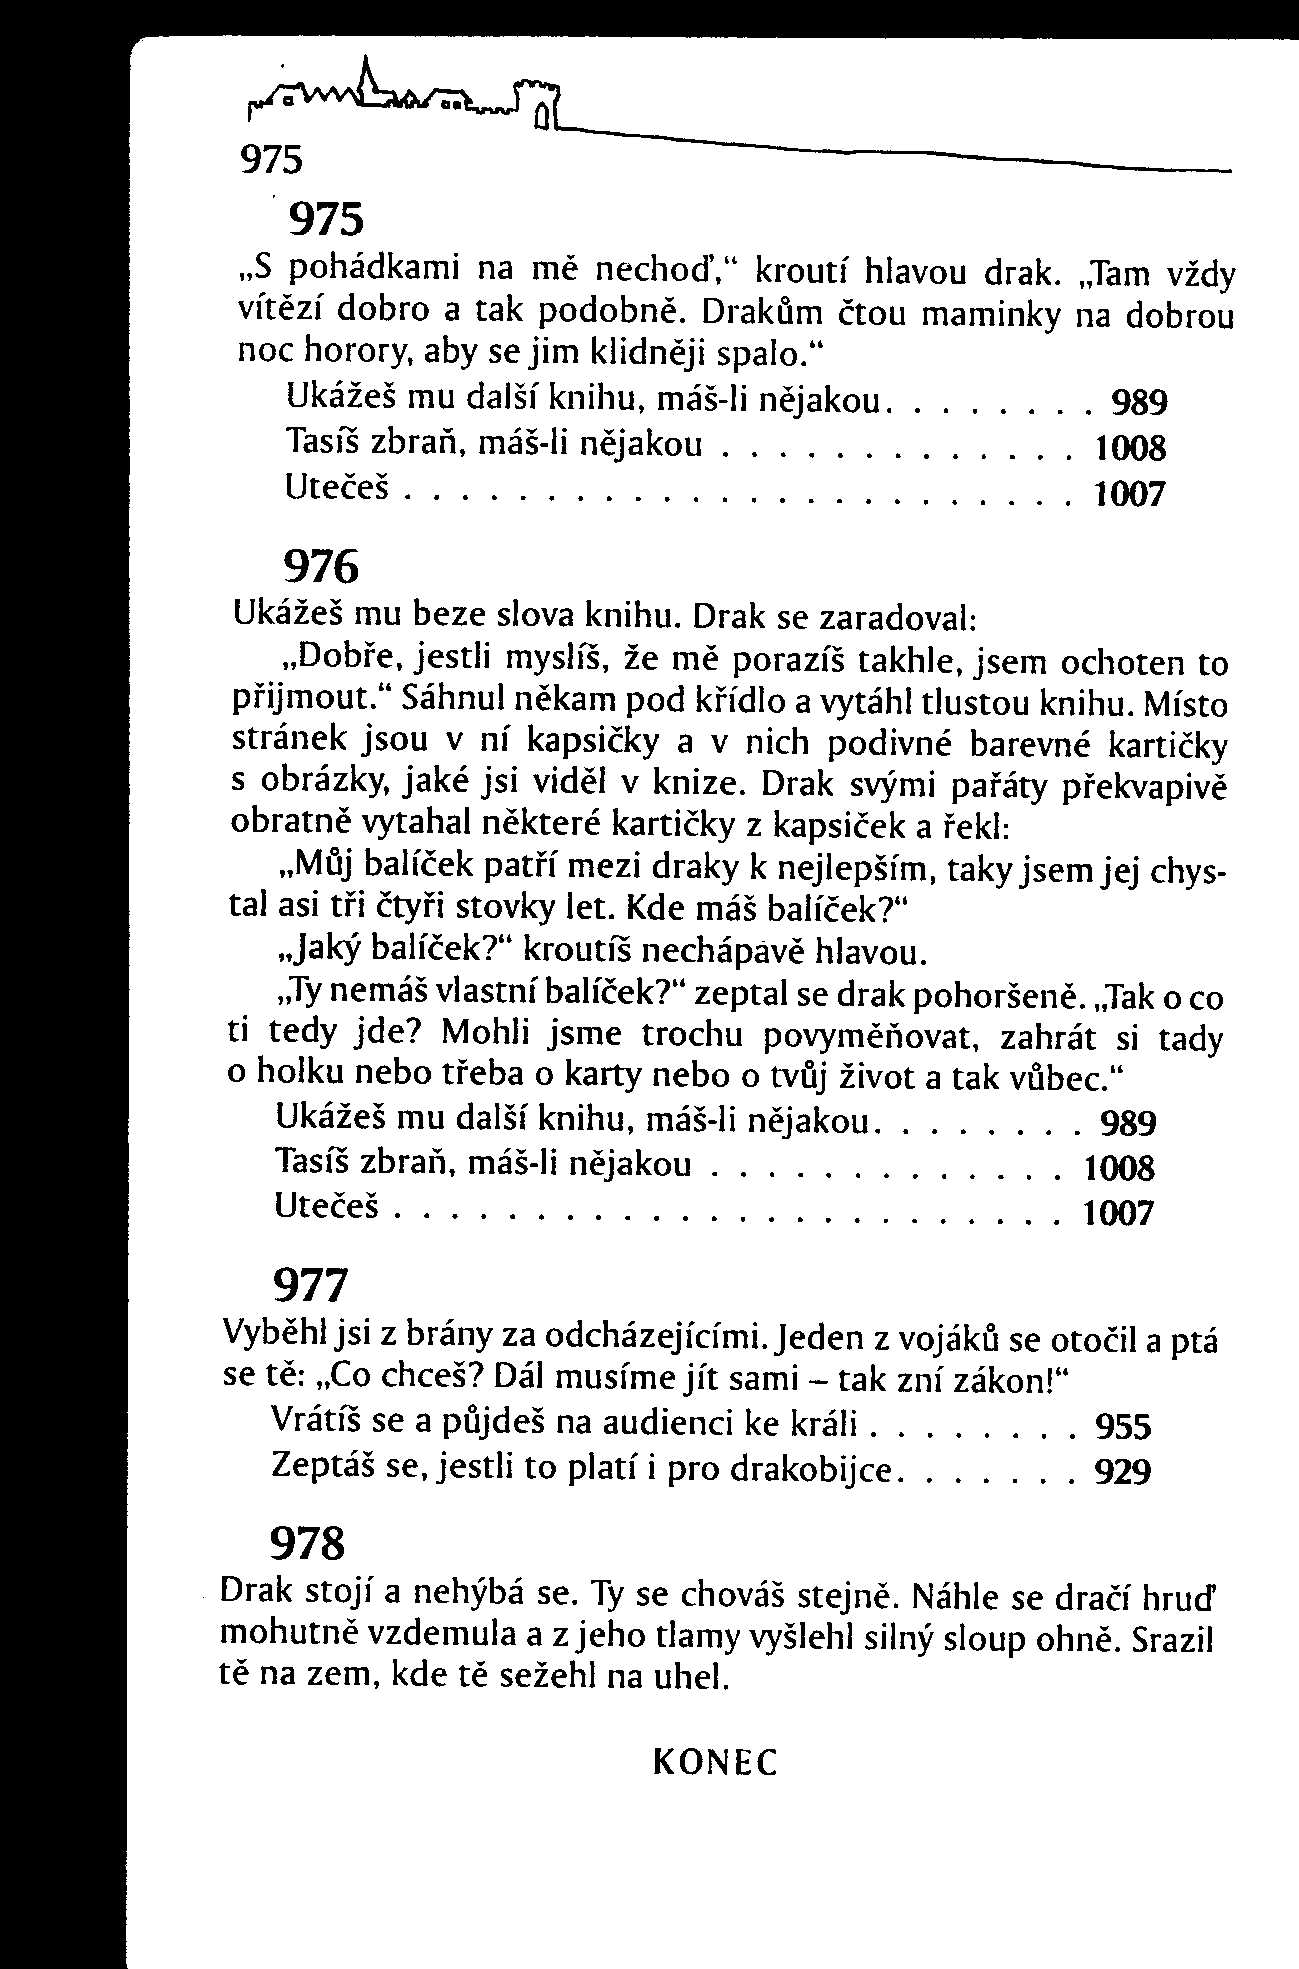 975
975
„S pohádkami na mě nechoď,“ kroutí hlavou drak. „Tam vždy
vítězí dobro a tak podobně. Drakům čtou maminky na dobrou
noc horory, aby se jim klidněji spalo.“
Ukážeš mu další knihu, máš-li nějakou. . . . . . . . 989
Tasíš zbraň, máš-li nějakou . . . . . . . . . . . . . 1008
Utečeš . . . . . . . . . . . . . . . . . . . . . . . . 1007
976
Ukážeš mu beze slova knihu. Drak se zaradoval:
„Dobře, jestli myslíš, že mě porazíš takhle, jsem ochoten to
přijmout.“ Sáhnul někam pod křídlo a vytáhl tlustou knihu. Místo
stránek jsou v ní kapsičky a v nich podivné barevné kartičky
s obrázky, jaké jsi viděl v knize. Drak svými pařáty překvapivě
obratně vytahal některé kartičky z kapsiček a řekl:
„Můj balíček patří mezi draky k nejlepším, taky jsem jej chys-
tal asi tři čtyři stovky let. Kde máš balíček?“
„Jaký balíček?“ kroutíš nechápavě hlavou.
„Ty nemáš vlastní balíček?“ zeptal se drak pohoršeně. „Tak o co
ti tedy jde? Mohli jsme trochu povyměňovat, zahrát si tady
o holku nebo třeba o karty nebo o tvůj život a tak vůbec.“
Ukážeš mu další knihu, máš-li nějakou. . . . . . . . 989
Tasíš zbraň, máš-li nějakou . . . . . . . . . . . . . 1008
Utečeš . . . . . . . . . . . . . . . . . . . . . . . . 1007
977
Vyběhl jsi z brány za odcházejícími. Jeden z vojáků se otočil a ptá
se tě: „Co chceš? Dál musíme jít sami – tak zní zákon!“
Vrátíš se a půjdeš na audienci ke králi . . . . . . . . 955
Zeptáš se, jestli to platí i pro drakobijce. . . . . . . 929
978
Drak stojí a nehýbá se. Ty se chováš stejně. Náhle se dračí hruď
mohutně vzdemula a z jeho tlamy vyšlehl silný sloup ohně. Srazil
tě na zem, kde tě sežehl na uhel.
KONEC